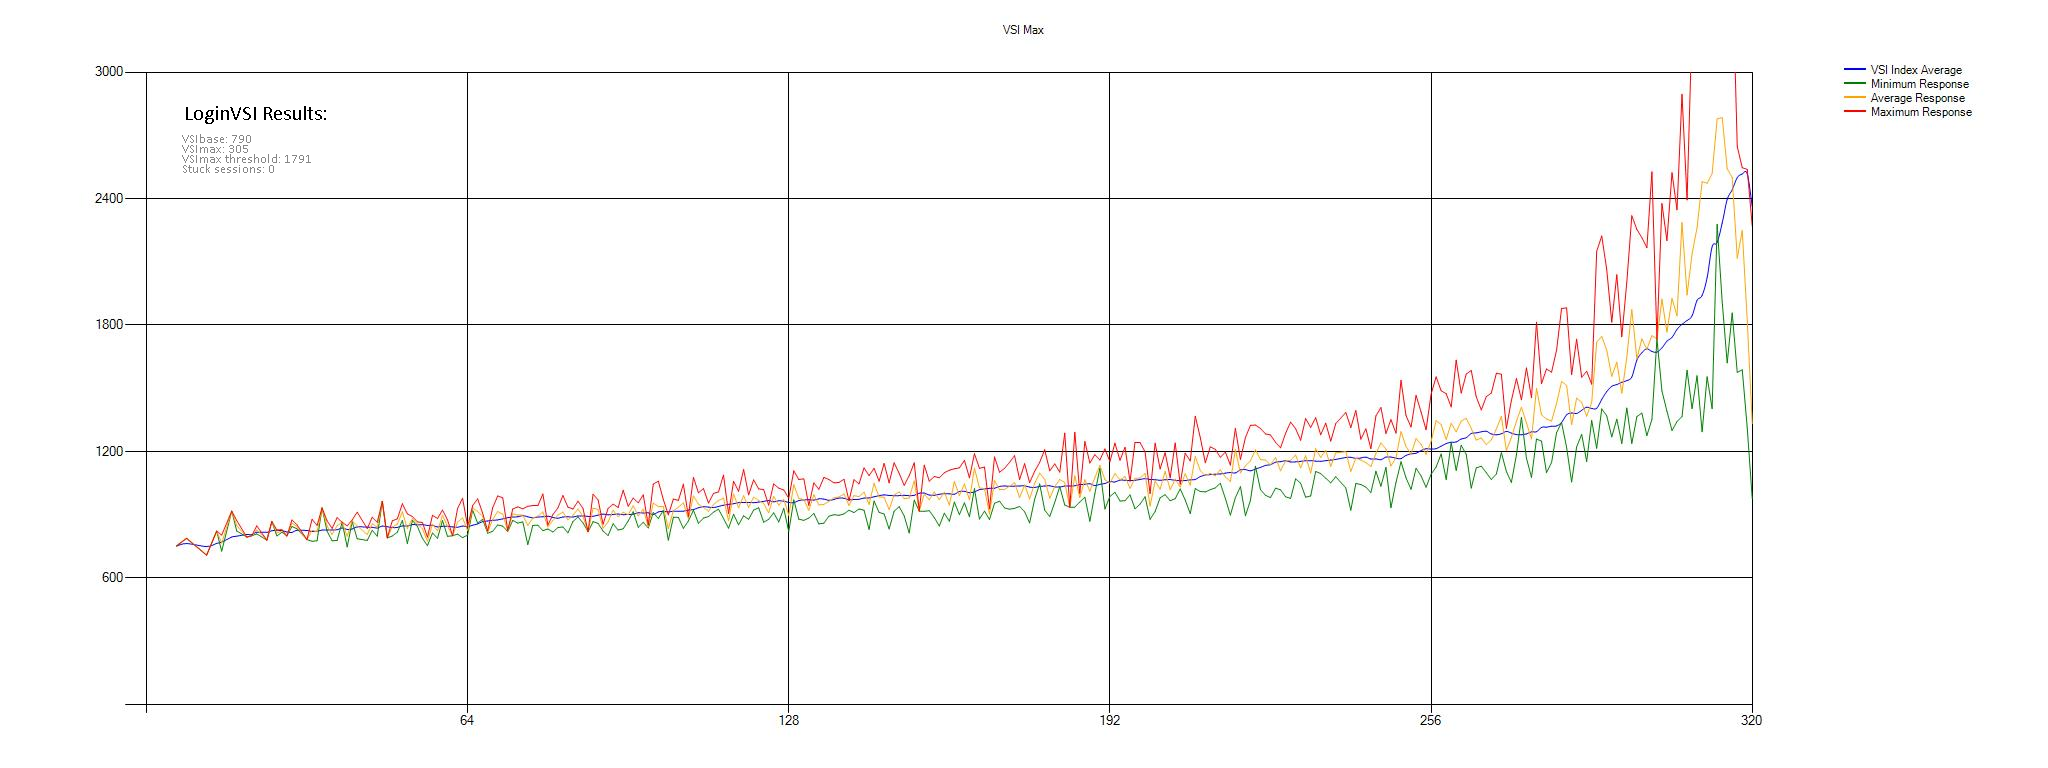 VSI Max
3000
2400
1800
1200
600
LoginVSI Results:
VSIbase: 790
VSImax: 305
VSImax threshold: 1791
Stuck sessions: 0
VSI Index Average
Minimum Response
Average Response
Maximum Response
64
128
192
256
320